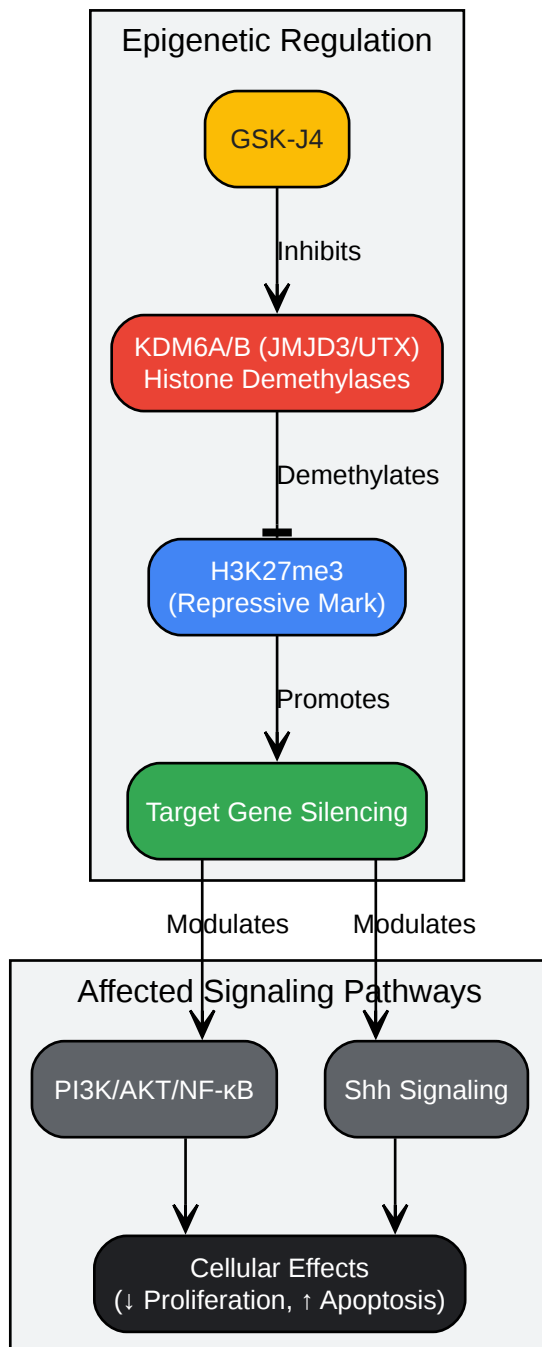 Epigenetic Regulation
GSK-J4
Inhibits
KDM6A/B (JMJD3/UTX)
Histone Demethylases
Demethylates
H3K27me3
(Repressive Mark)
Promotes
Target Gene Silencing
Modulates
Modulates
Affected Signaling Pathways
PI3K/AKT/NF-κB
Shh Signaling
Cellular Effects
(↓ Proliferation, ↑ Apoptosis)